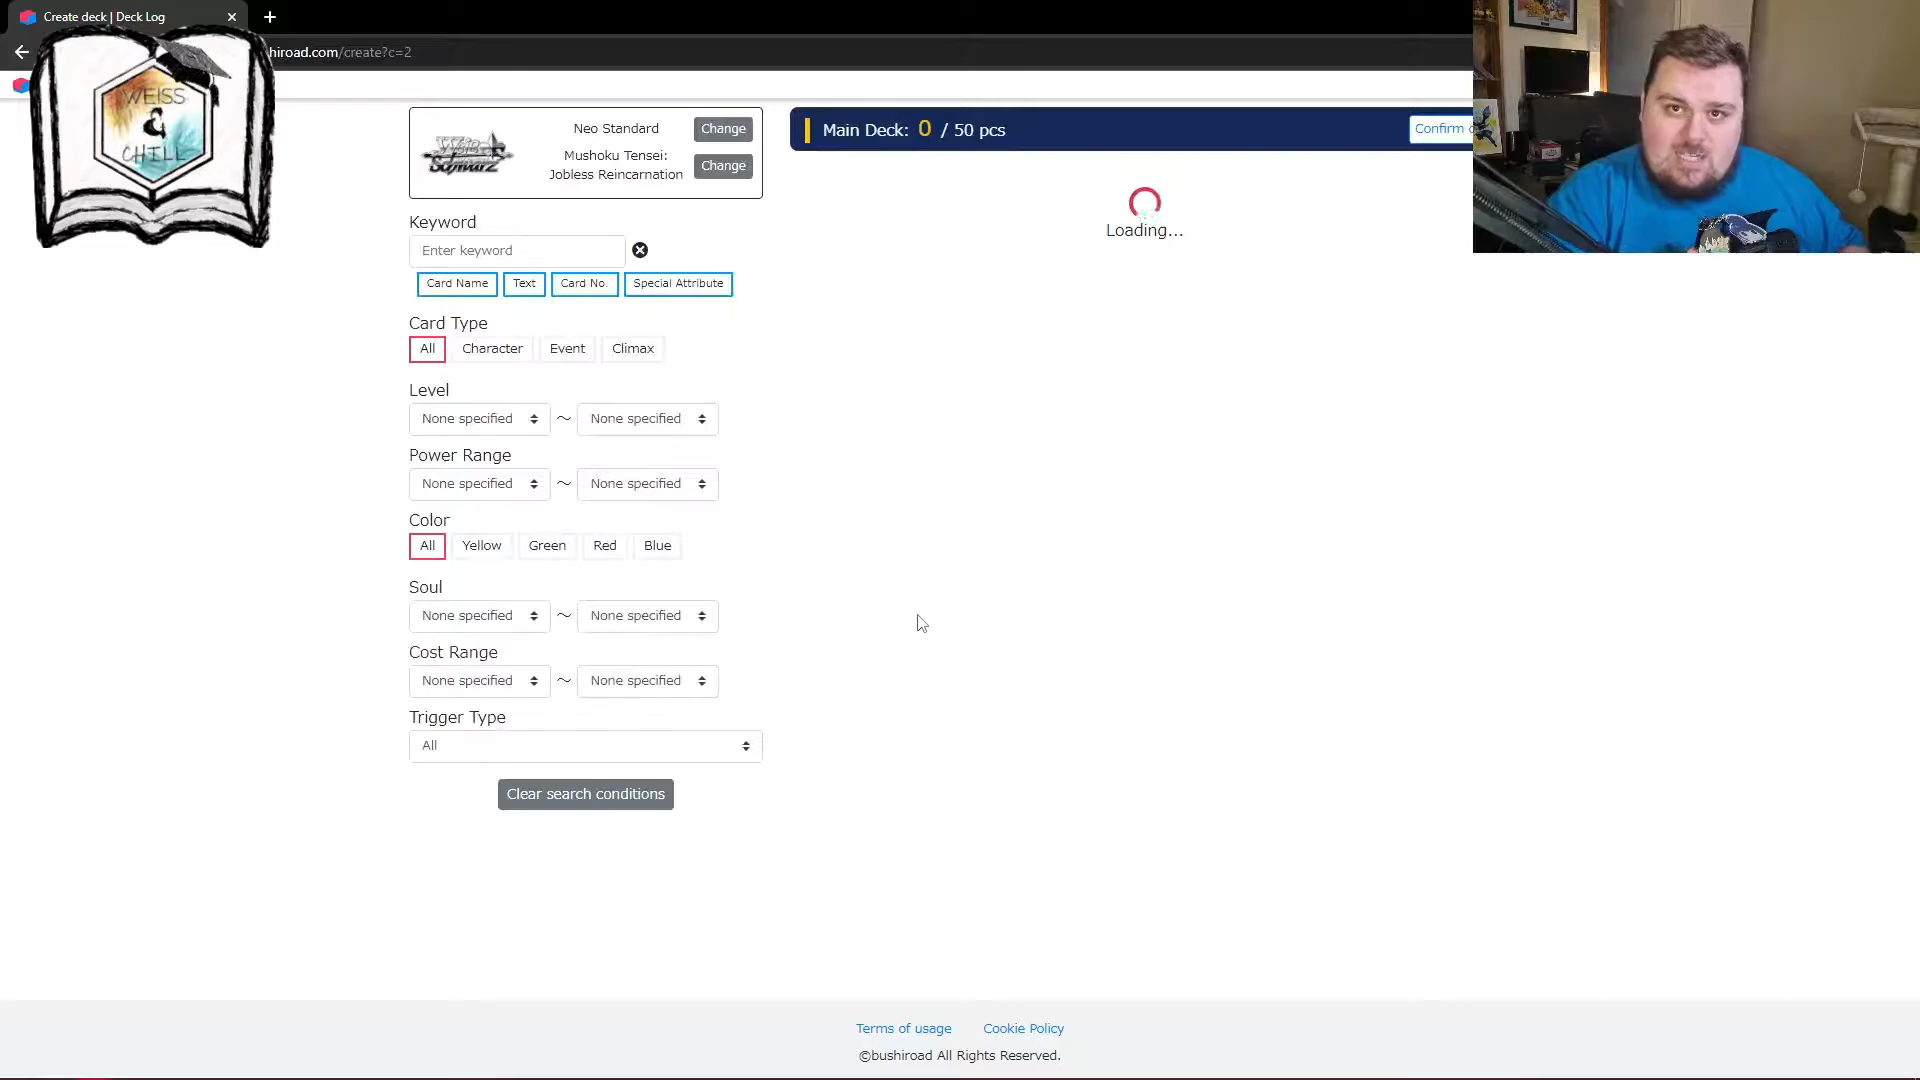 Create deck | Deck Log
hiroad.com/create?c=2
WEISS
&
CHILL
Weiss
Schwarz
Neo Standard
Change
Mushoku Tensei:
Jobless Reincarnation
Change
Main Deck: 0 / 50 pcs
Confirm
Loading...
Keyword
Enter keyword
Card Name
Text
Card No.
Special Attribute
Card Type
All
Character
Event
Climax
Level
None specified ～ None specified
Power Range
None specified ～ None specified
Color
All
Yellow
Green
Red
Blue
Soul
None specified ～ None specified
Cost Range
None specified ～ None specified
Trigger Type
All
Clear search conditions
Terms of usage
Cookie Policy
©bushiroad All Rights Reserved.